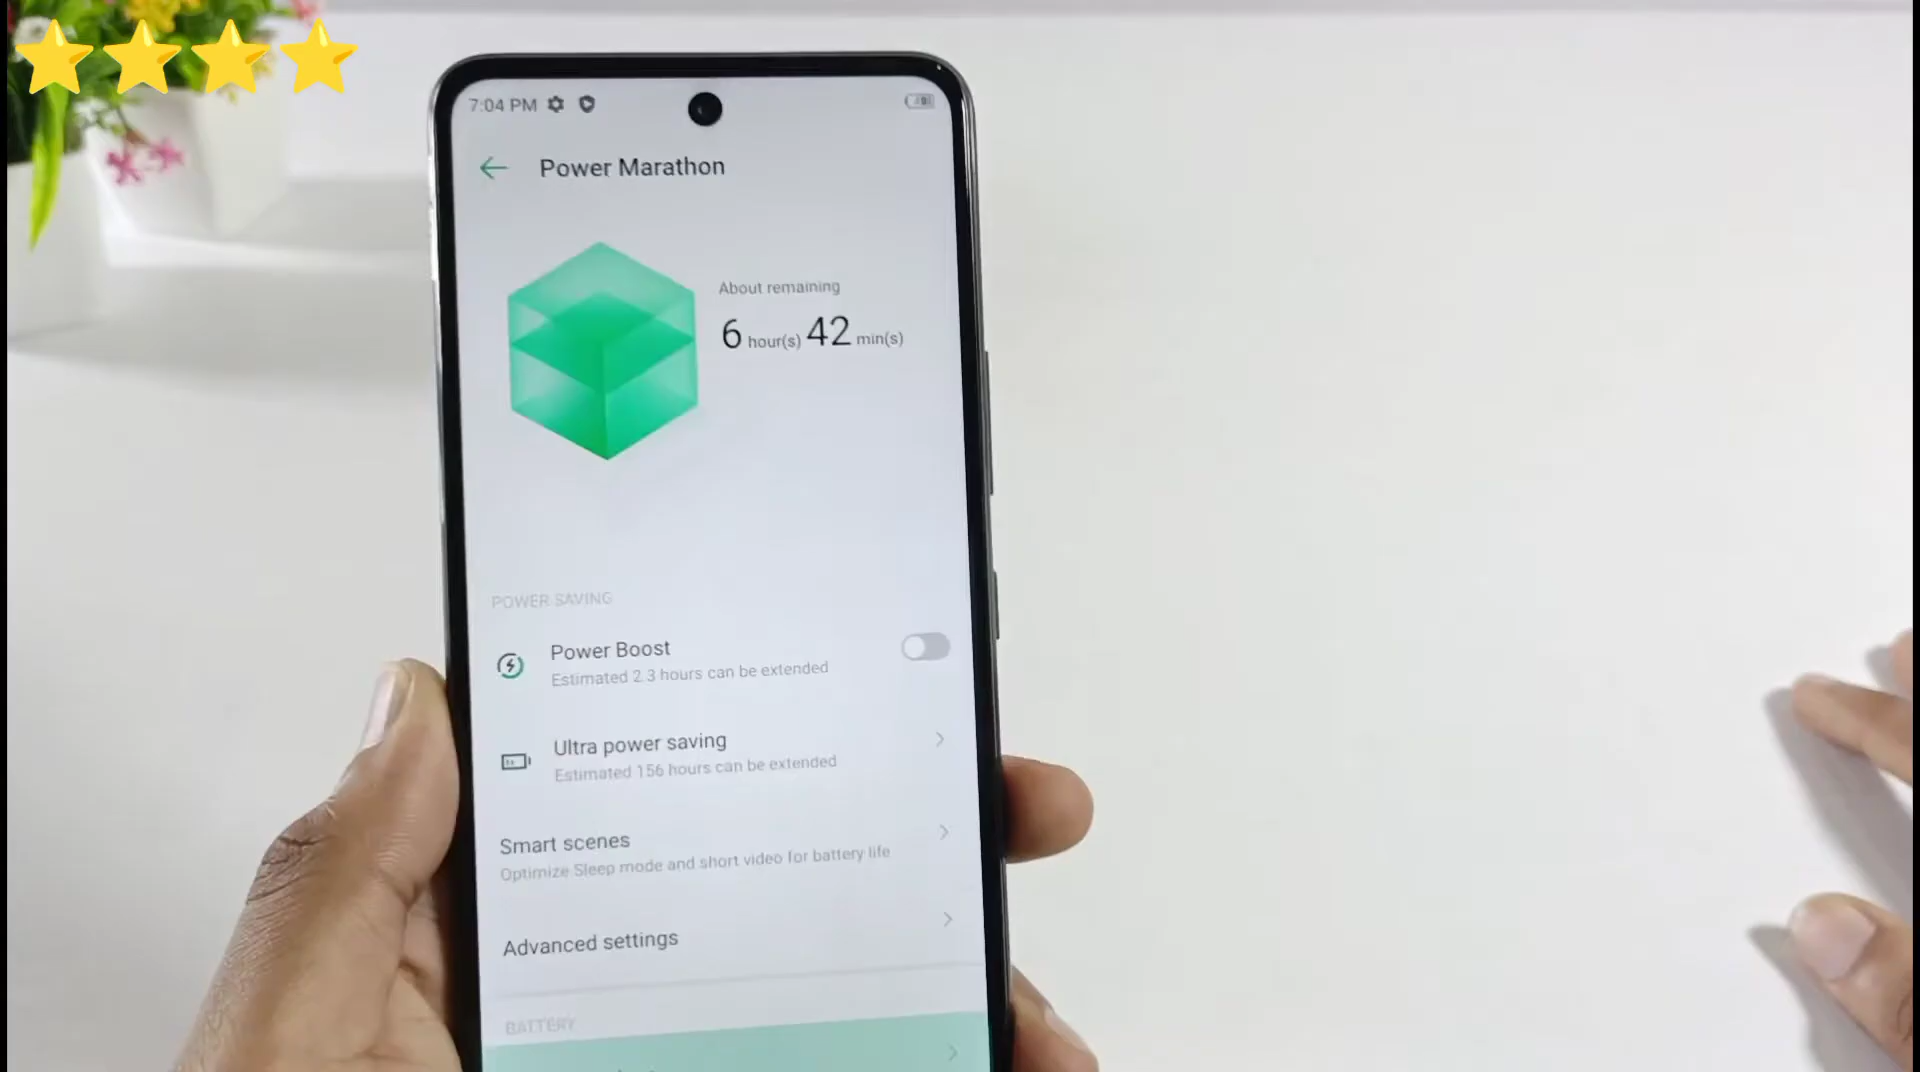 7:04 PM
Power Marathon
About remaining
6 hour(s) 42 min(s)
POWER SAVING
Power Boost
Estimated 2.3 hours can be extended
Ultra power saving
Estimated 156 hours can be extended
Smart scenes
Optimize Sleep mode and short video for battery life
Advanced settings
BATTERY